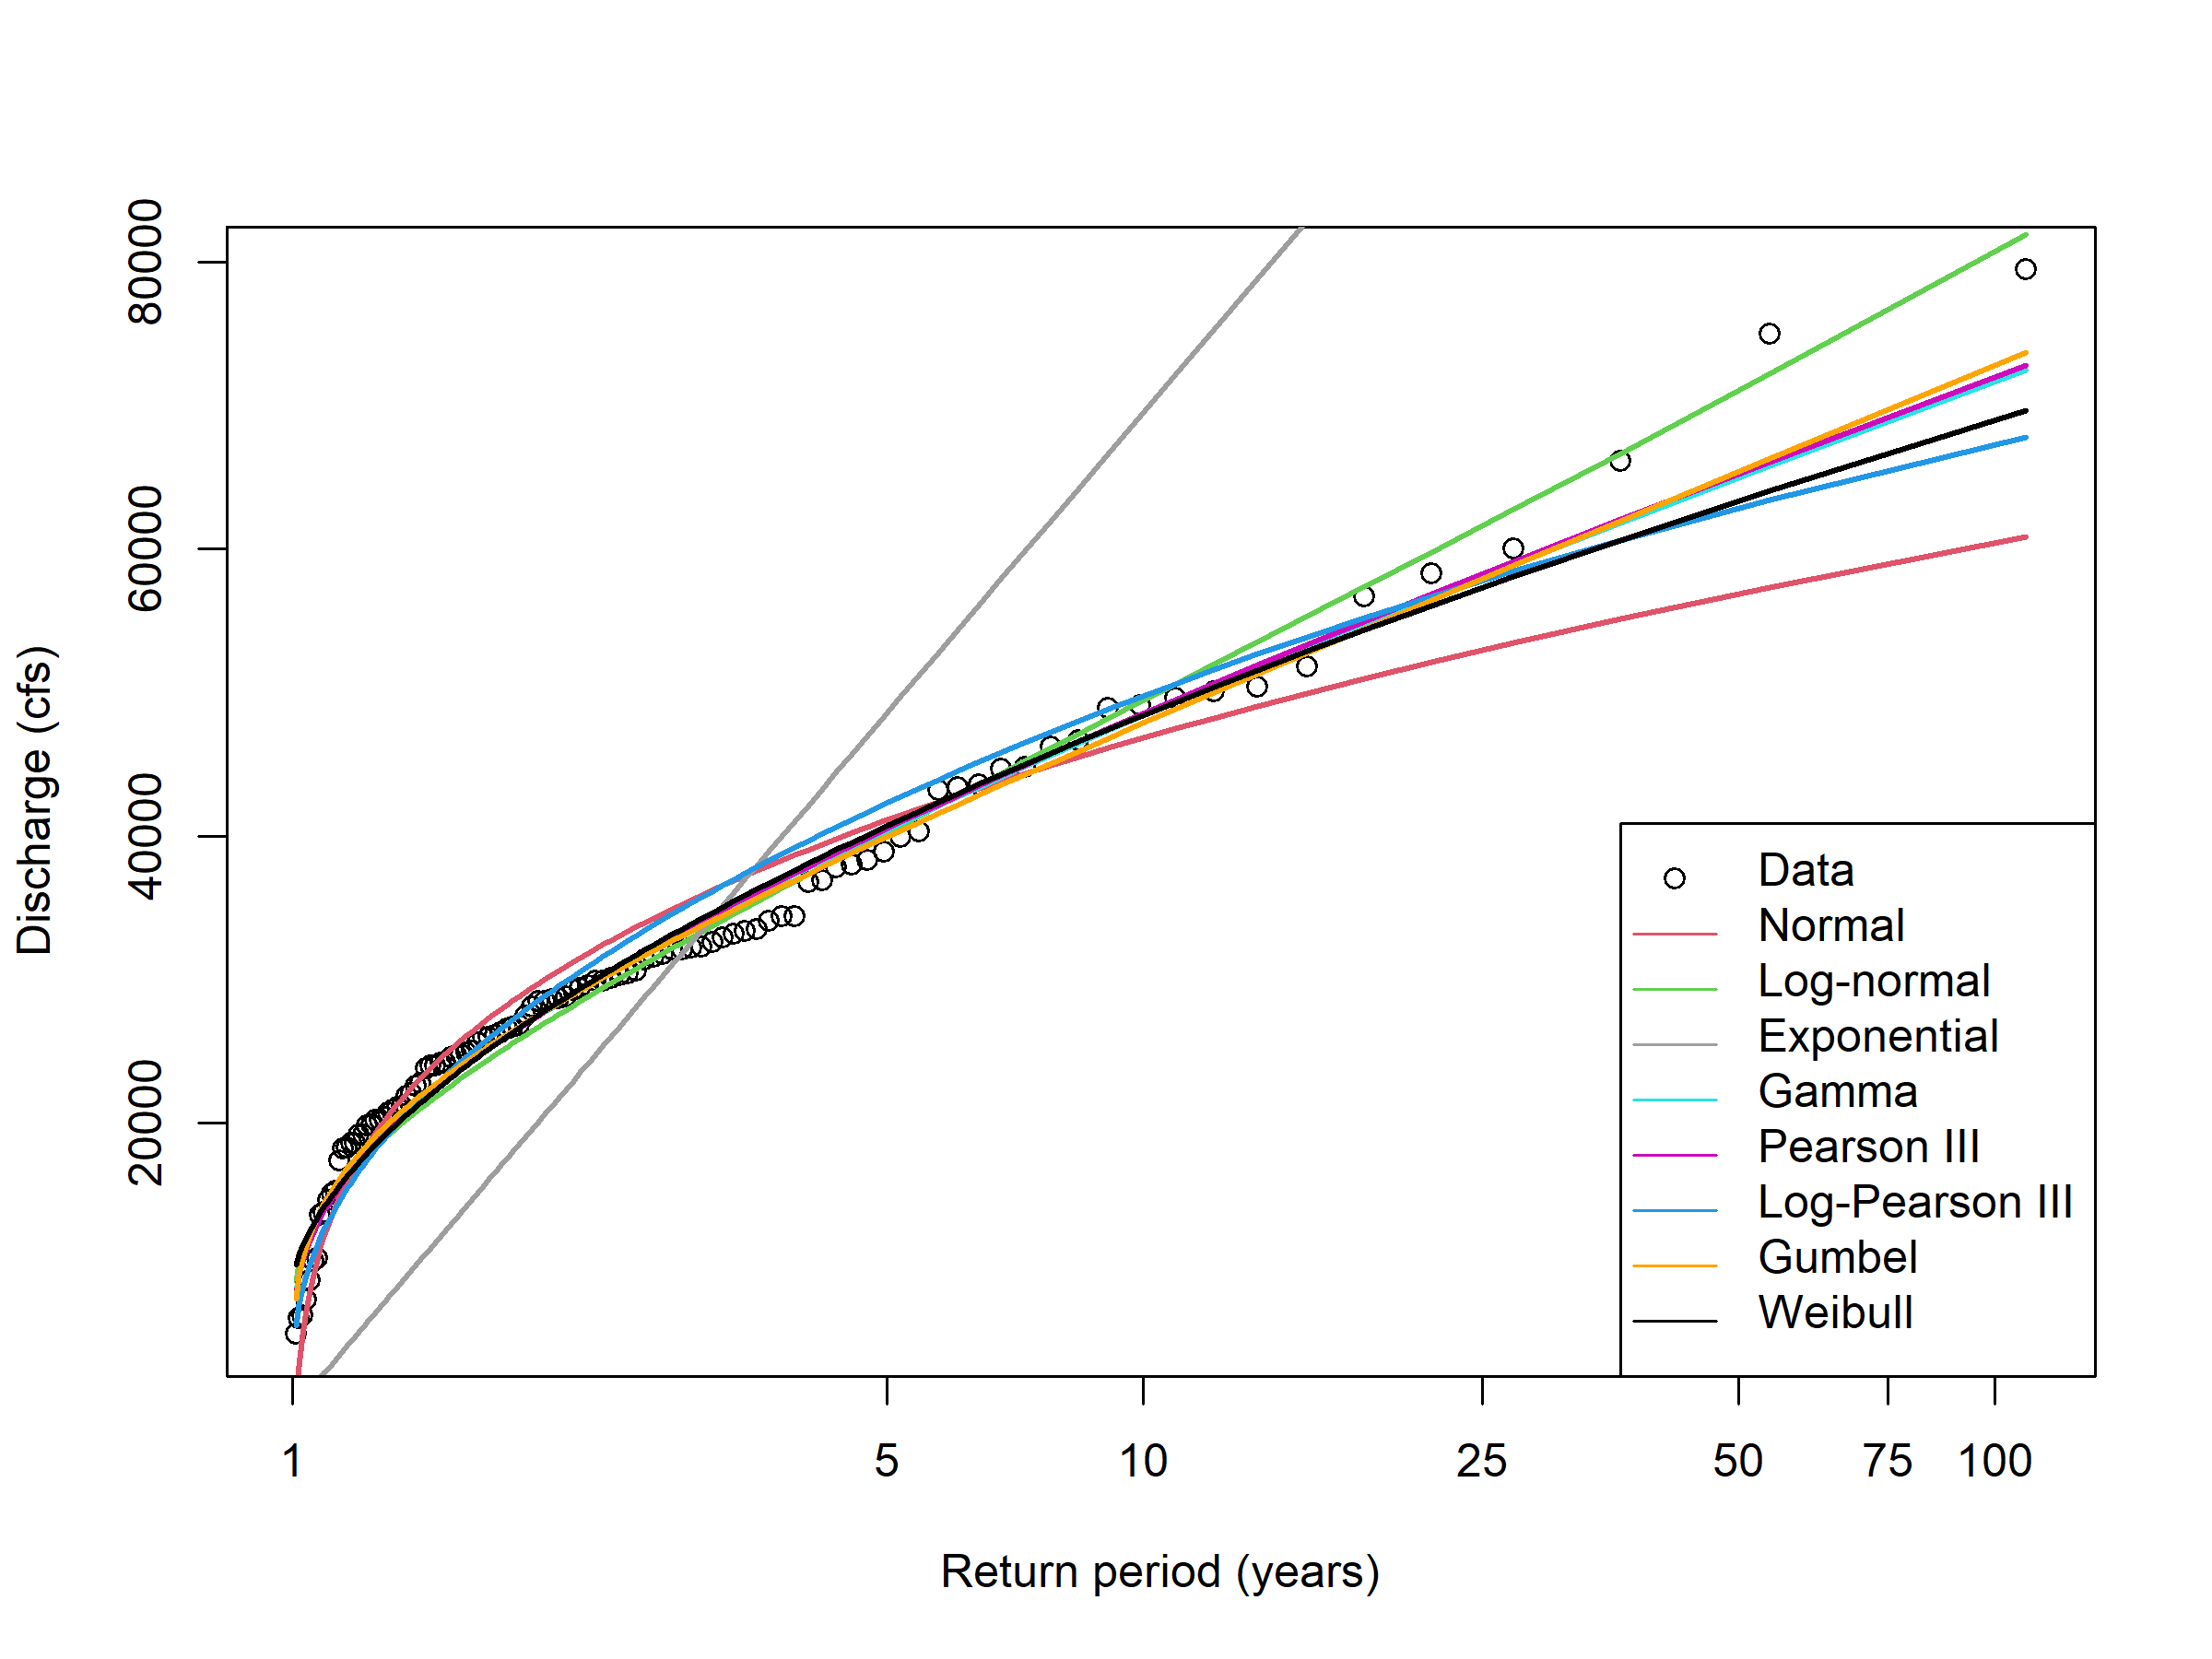 80000
60000
40000
20000
Discharge (cfs)
Data
Normal
Log-normal
Exponential
Gamma
Pearson III
Log-Pearson III
Gumbel
Weibull
1 5 10 25 50 75 100
Return period (years)